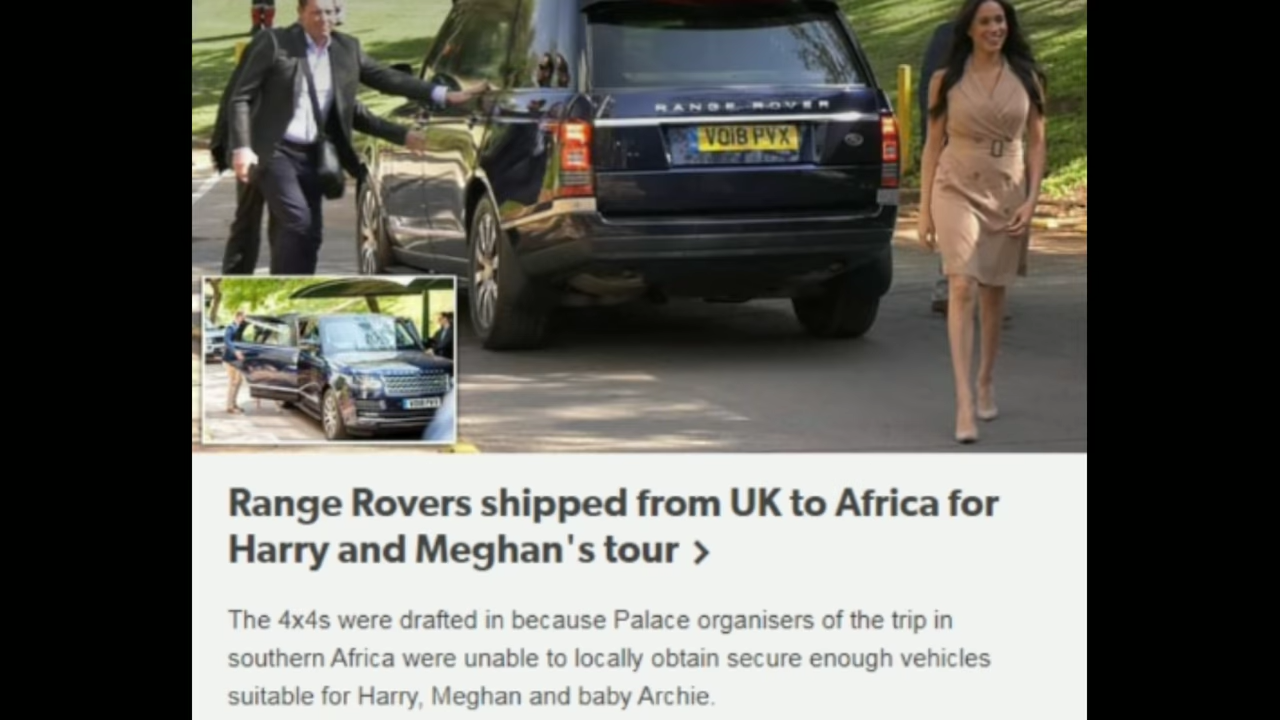 RANGE ROVER
VO18 PVX
Range Rovers shipped from UK to Africa for
Harry and Meghan's tour >
The 4x4s were drafted in because Palace organisers of the trip in
southern Africa were unable to locally obtain secure enough vehicles
suitable for Harry, Meghan and baby Archie.